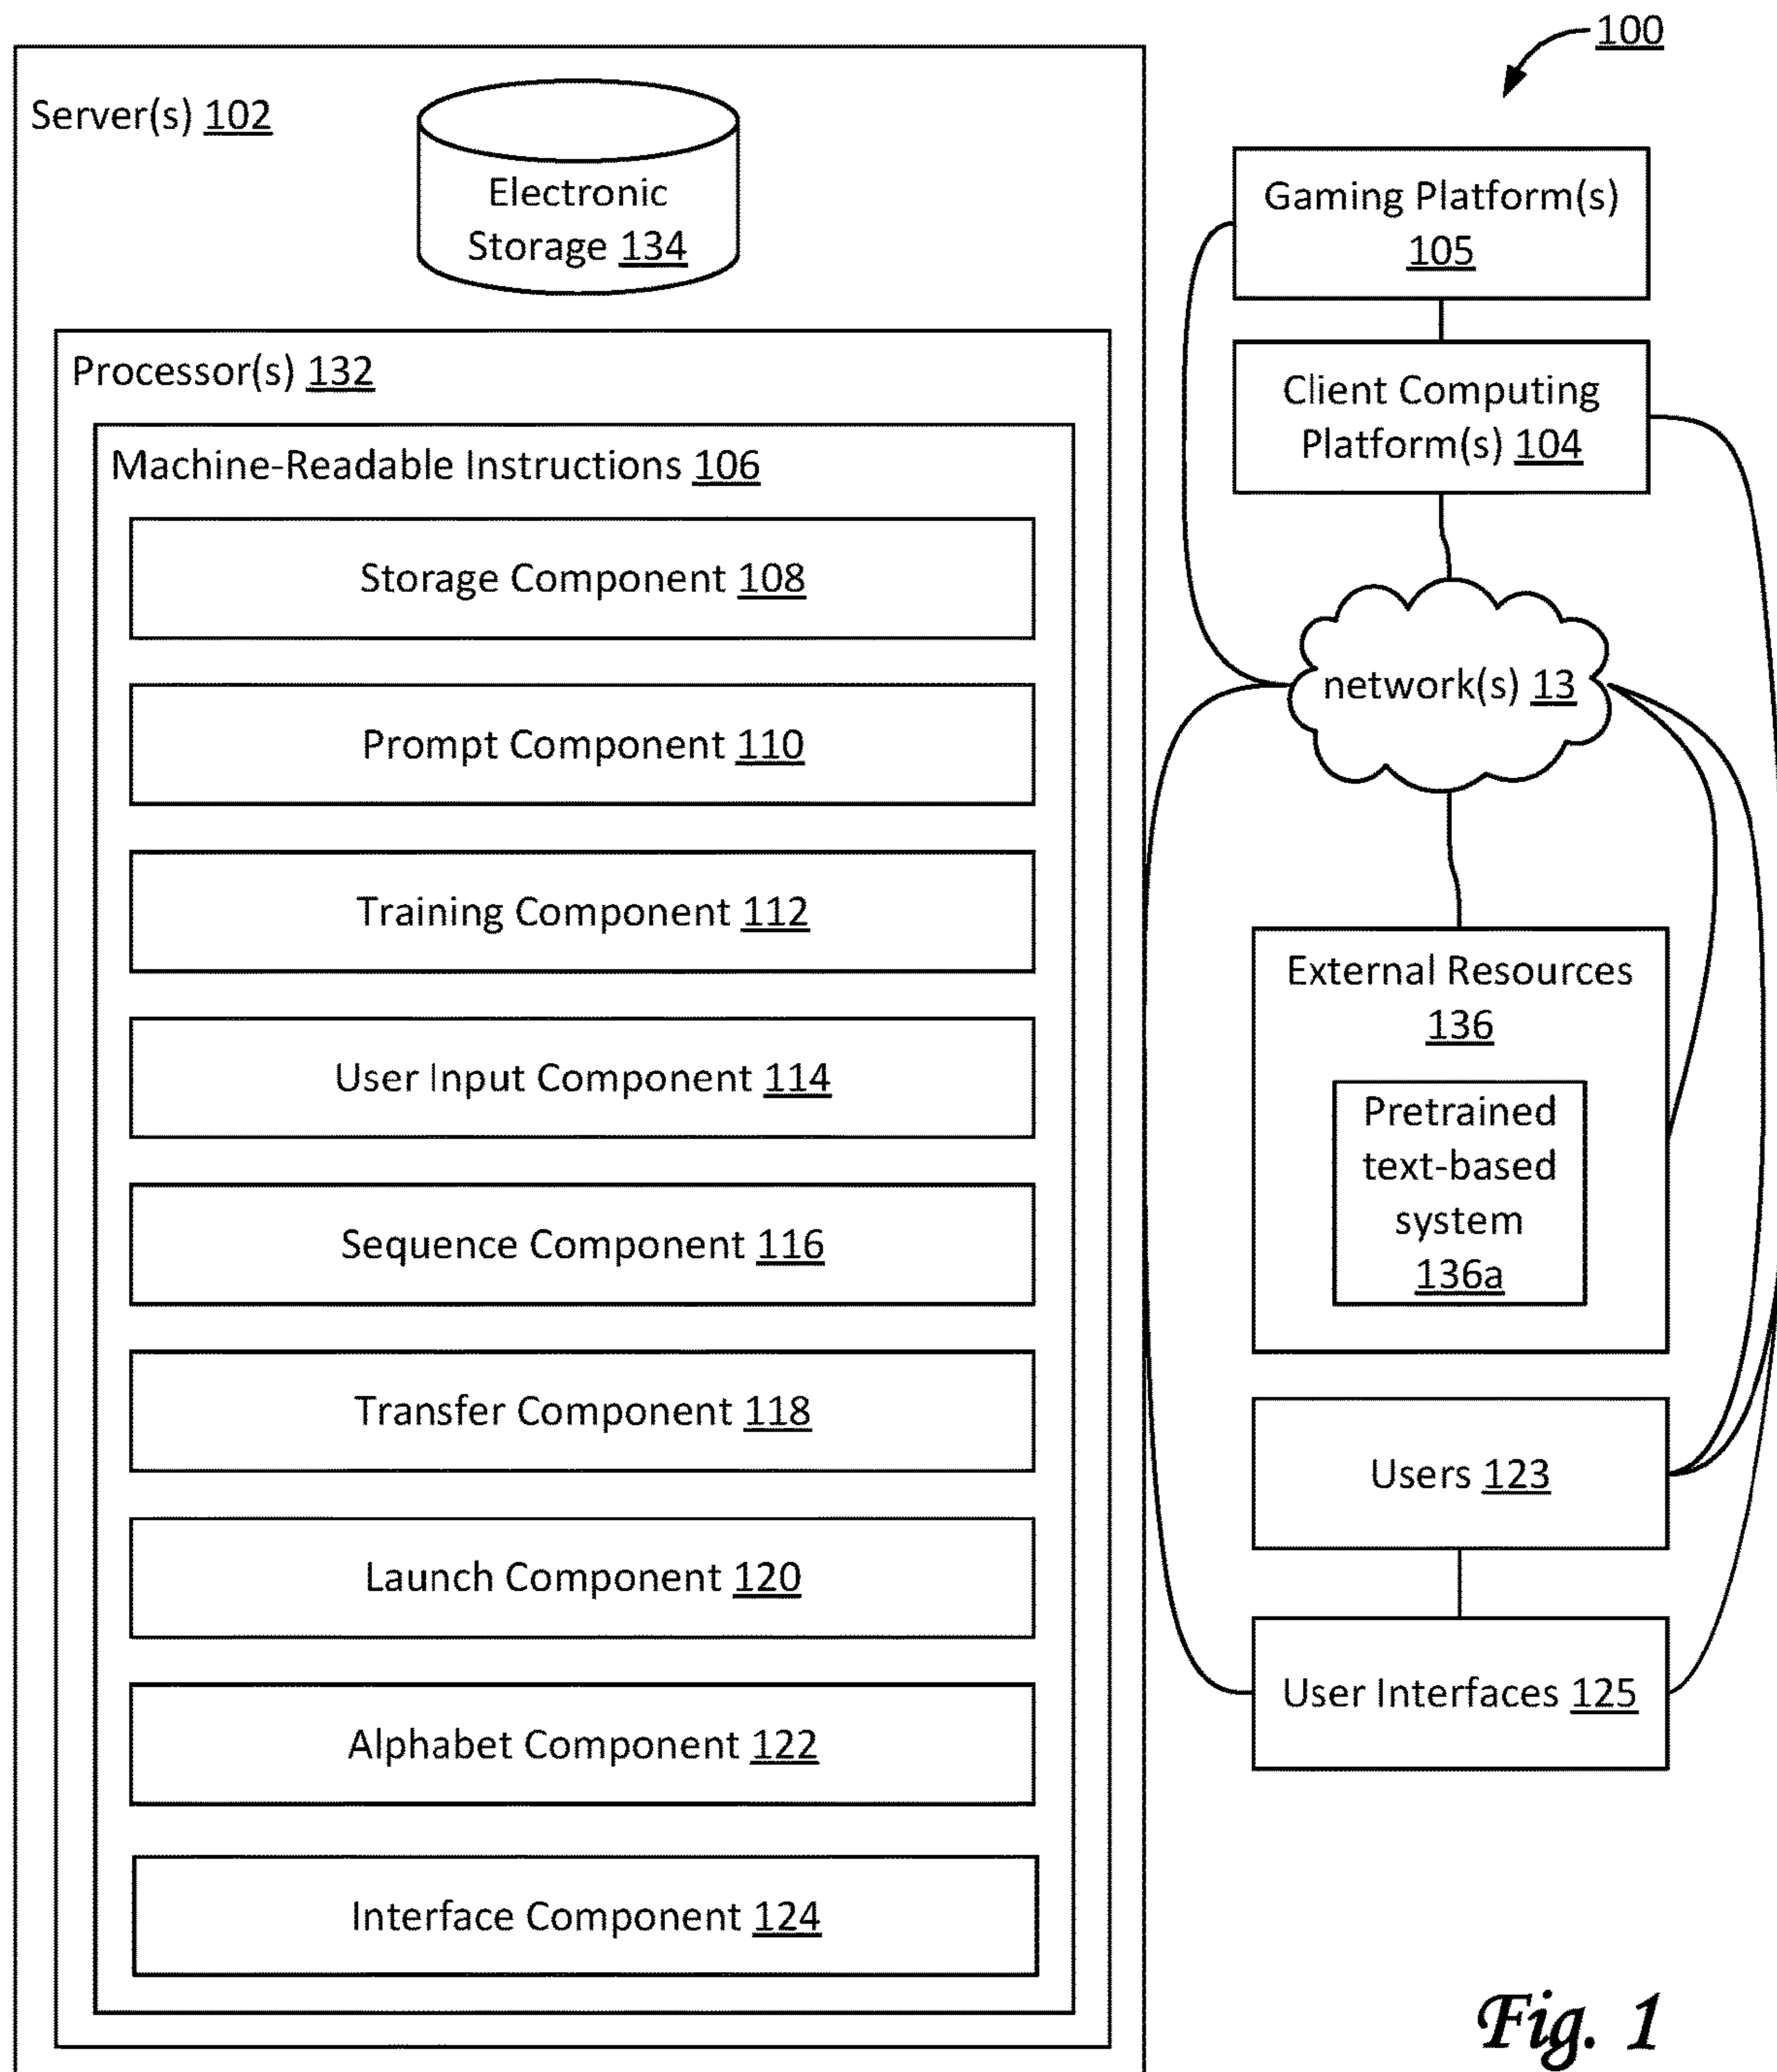 100
Server(s) 102
Electronic
Storage 134
Processor(s) 132
Machine-Readable Instructions 106
Storage Component 108
Prompt Component 110
Training Component 112
User Input Component 114
Sequence Component 116
Transfer Component 118
Launch Component 120
Alphabet Component 122
Interface Component 124
Gaming Platform(s)
105
Client Computing
Platform(s) 104
network(s) 13
External Resources
136
Pretrained
text-based
system
136a
Users 123
User Interfaces 125
Fig. 1